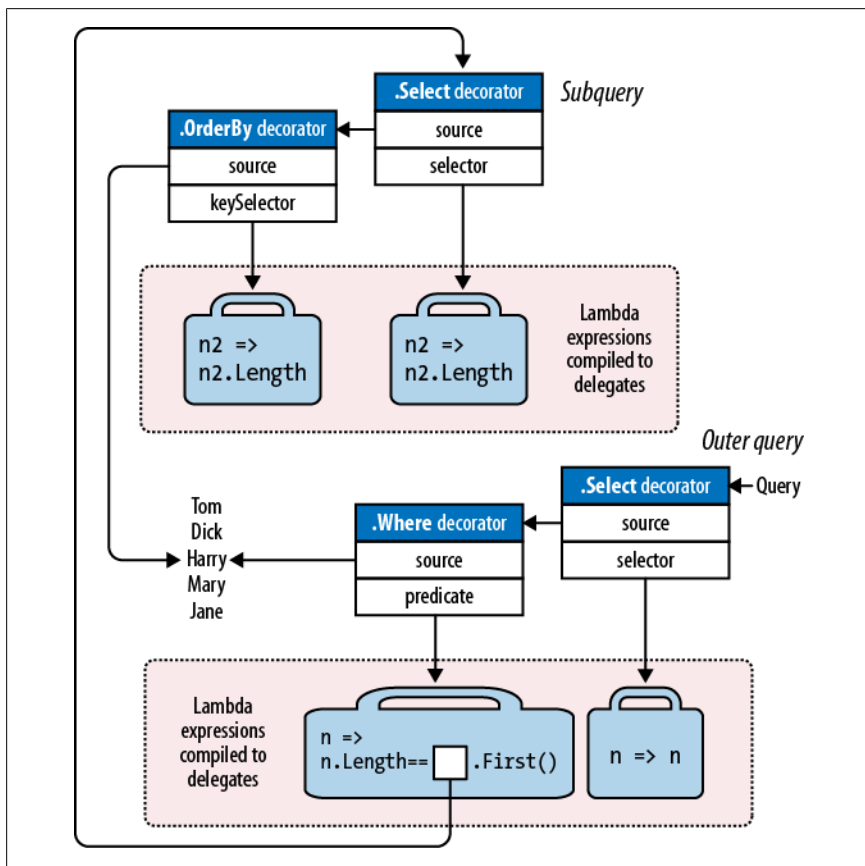 .Select decorator
Subquery
source
selector
.OrderBy decorator
source
keySelector
n2 =>
n2.Length
n2 =>
n2.Length
Lambda
expressions
compiled to
delegates
Outer query
.Select decorator
Query
source
selector
.Where decorator
source
predicate
Tom
Dick
Harry
Mary
Jane
Lambda
expressions
compiled to
delegates
n =>
n.Length== .First()
n => n